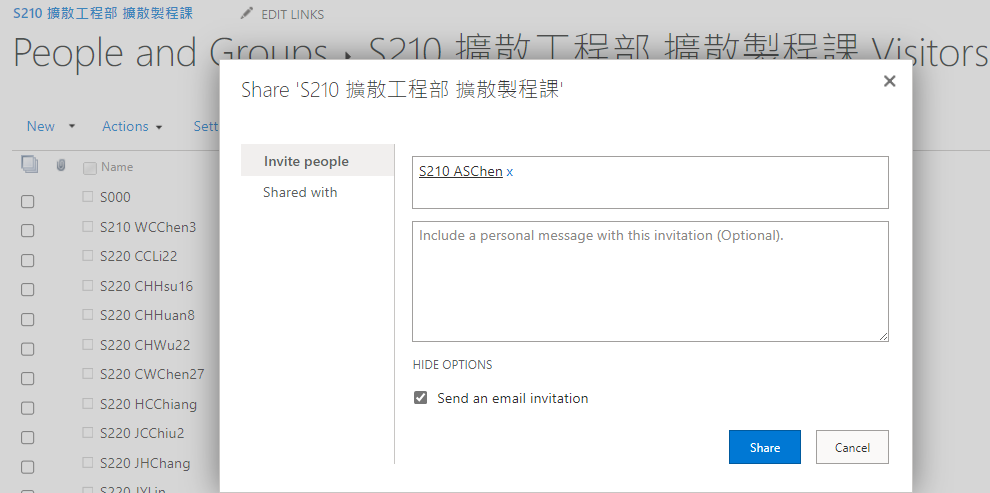 S210 擴散工程部 擴散製程課
EDIT LINKS
People and Groups ▸ S210 擴散工程部 擴散製程課 Visitors
New
Actions
Sett
Name
S000
S210 WCChen3
S220 CCLi22
S220 CHHsu16
S220 CHHuan8
S220 CHWu22
S220 CWChen27
S220 HCChiang
S220 JCChiu2
S220 JHChang
S220 JYLin
Share 'S210 擴散工程部 擴散製程課'
Invite people
Shared with
S210 ASChen x
Include a personal message with this invitation (Optional).
HIDE OPTIONS
Send an email invitation
Share
Cancel